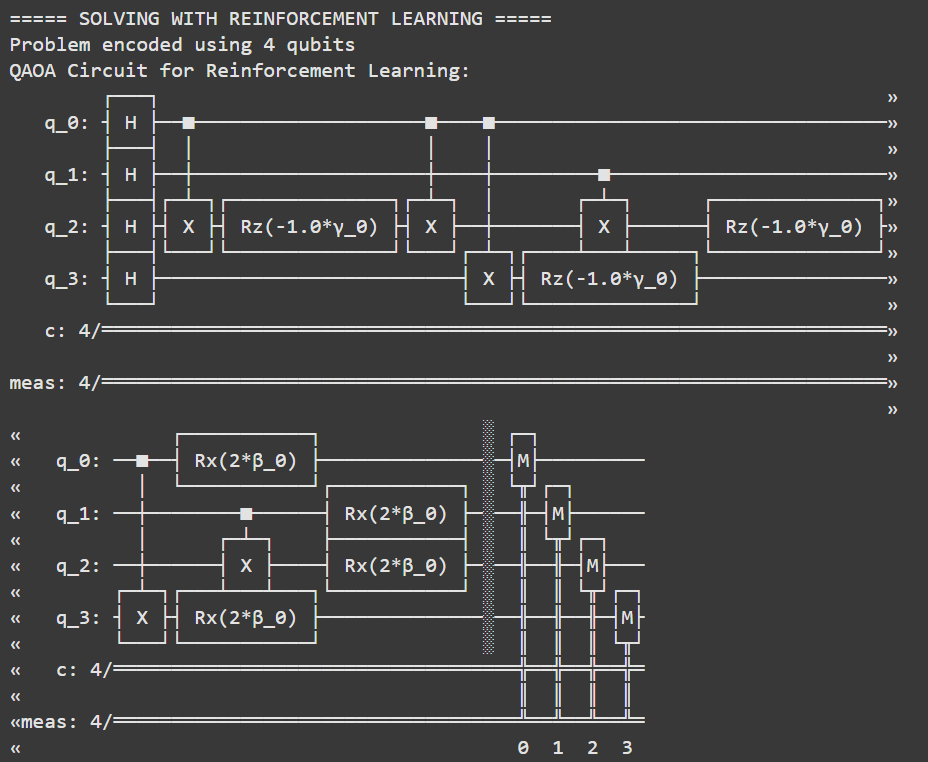 ===== SOLVING WITH REINFORCEMENT LEARNING =====
Problem encoded using 4 qubits
QAOA Circuit for Reinforcement Learning:
»
q_0: H »
»
q_1: H »
»
q_2: H X Rz(-1.0*γ_0) X X Rz(-1.0*γ_0) »
»
q_3: H X Rz(-1.0*γ_0) »
»
c: 4/ »
»
meas: 4/ »
»
«
« q_0: Rx(2*β_0) M
«
« q_1: Rx(2*β_0) M
«
« q_2: X Rx(2*β_0) M
«
« q_3: X Rx(2*β_0) M
«
« c: 4/
«
«meas: 4/
« 0 1 2 3